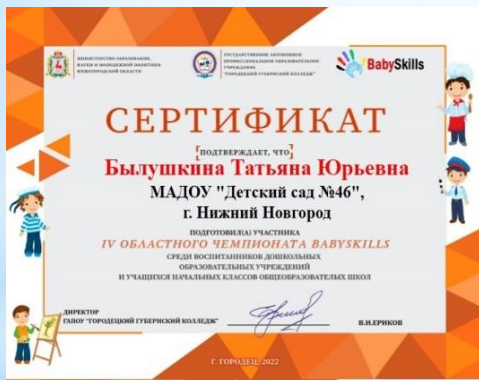 МИНИСТЕРСТВО ОБРАЗОВАНИЯ,
НАУКИ И МОЛОДЕЖНОЙ ПОЛИТИКИ
НИЖЕГОРОДСКОЙ ОБЛАСТИ
ГОСУДАРСТВЕННОЕ АВТОНОМНОЕ
ПРОФЕССИОНАЛЬНОЕ ОБРАЗОВАТЕЛЬНОЕ
УЧРЕЖДЕНИЕ
"ГОРОДЕЦКИЙ ГУБЕРНСКИЙ КОЛЛЕДЖ"
BabySkills
СЕРТИФИКАТ
[ПОДТВЕРЖДАЕТ, ЧТО]
Былушкина Татьяна Юрьевна
МАДОУ "Детский сад №46",
г. Нижний Новгород
ПОДГОТОВИЛ(А) УЧАСТНИКА
IV ОБЛАСТНОГО ЧЕМПИОНАТА BABYSKILLS
СРЕДИ ВОСПИТАННИКОВ ДОШКОЛЬНЫХ
ОБРАЗОВАТЕЛЬНЫХ УЧРЕЖДЕНИЙ
И УЧАЩИХСЯ НАЧАЛЬНЫХ КЛАССОВ ОБЩЕОБРАЗОВАТЕЛЬНЫХ ШКОЛ
ДИРЕКТОР
ГАПОУ "ГОРОДЕЦКИЙ ГУБЕРНСКИЙ КОЛЛЕДЖ"
В.И.ЕРИКОВ
Г. ГОРОДЕЦ, 2022